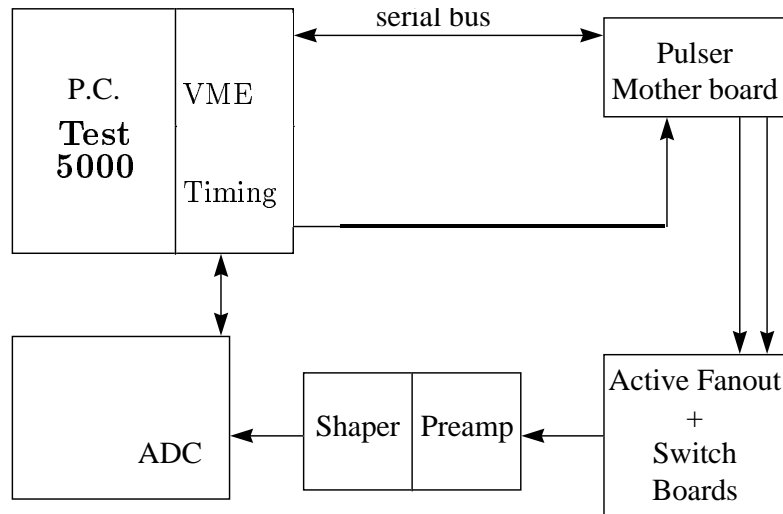 serial bus
P.C.
Test
5000
VME
Timing
Pulser
Mother board
ADC
Shaper
Preamp
Active Fanout
+
Switch
Boards